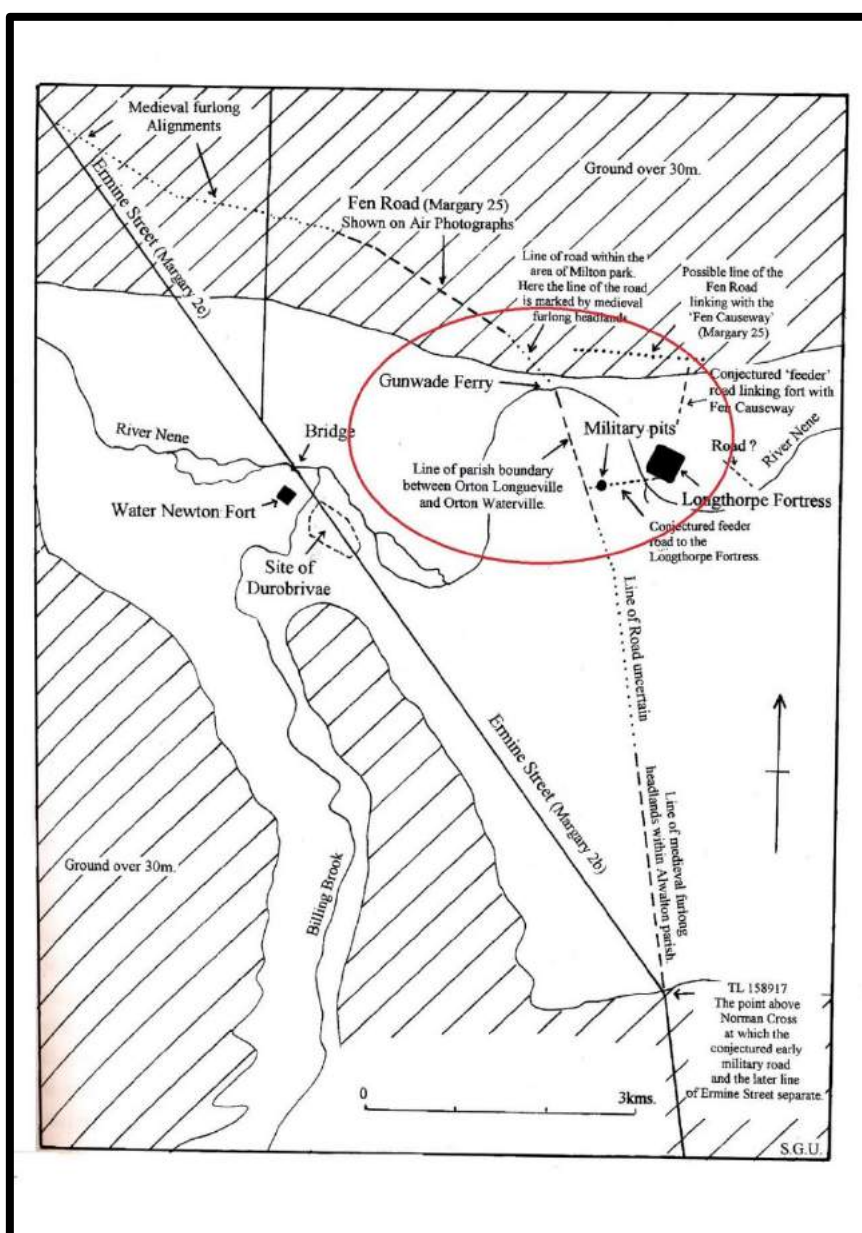 Medieval furlong
Alignments
Ground over 30m.
Ermine Street (Margary 2c)
Fen Road (Margary 25)
Shown on Air Photographs
Line of road within the
area of Milton park.
Here the line of the road
is marked by medieval
furlong headlands
Possible line of the
Fen Road
linking with the
'Fen Causeway'
(Margary 25)
Gunwade Ferry
Conjectured 'feeder'
road linking fort with
Fen Causeway
River Nene
Bridge
Military pits
Road ?
River Nene
Line of parish boundary
between Orton Longueville
and Orton Waterville.
Water Newton Fort
Longthorpe Fortress
Conjectured feeder
road to the
Longthorpe Fortress.
Site of
Durobrivae
Line of Road uncertain
Ermine Street (Margary 2b)
Line of medieval furlong
headlands within Alwalton parish.
Ground over 30m.
Billing Brook
TL 158917
The point above
Norman Cross
at which the
conjectured early
military road
and the later line
of Ermine Street separate.
0 3kms.
S.G.U.